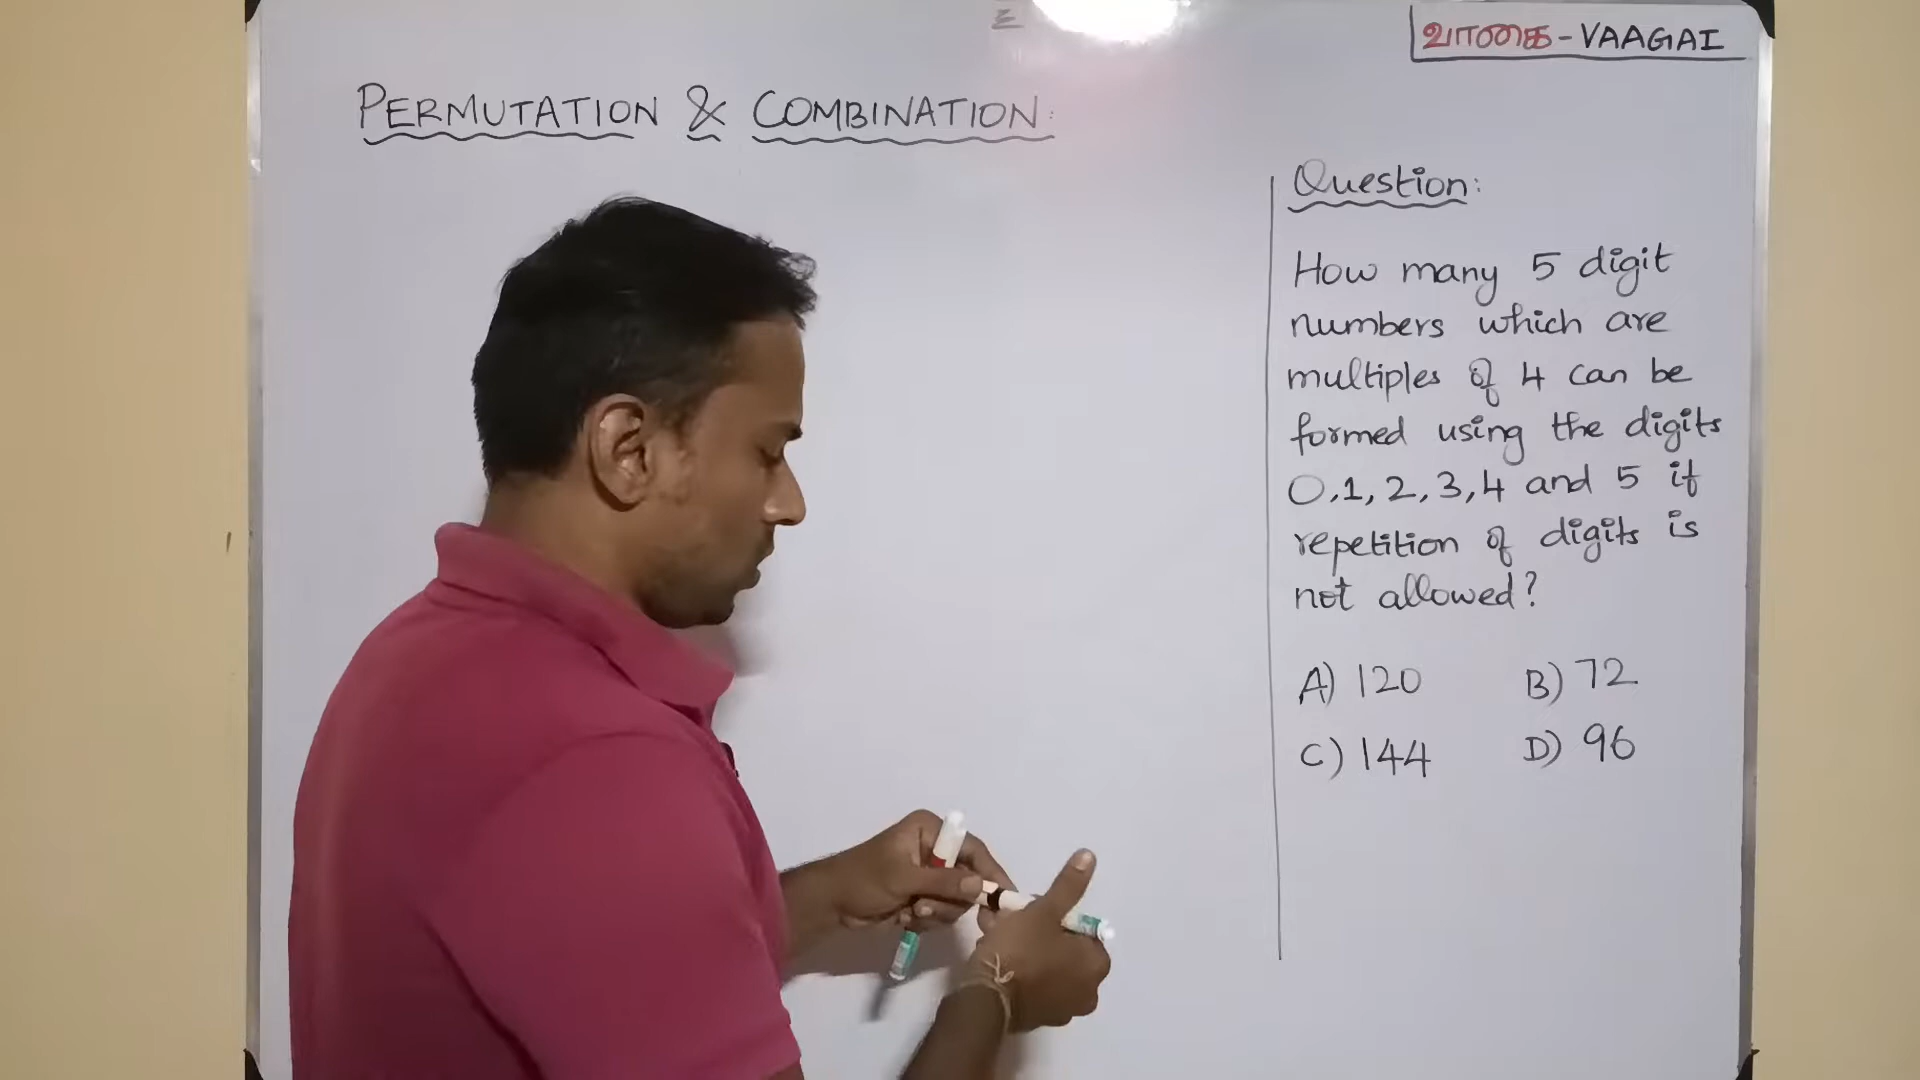 வாகை - VAAGAI
PERMUTATION & COMBINATION:
Question:
How many 5 digit
numbers which are
multiples of 4 can be
formed using the digits
0,1, 2, 3, 4 and 5 if
repetition of digits is
not allowed?
A) 120 B) 72
C) 144 D) 96